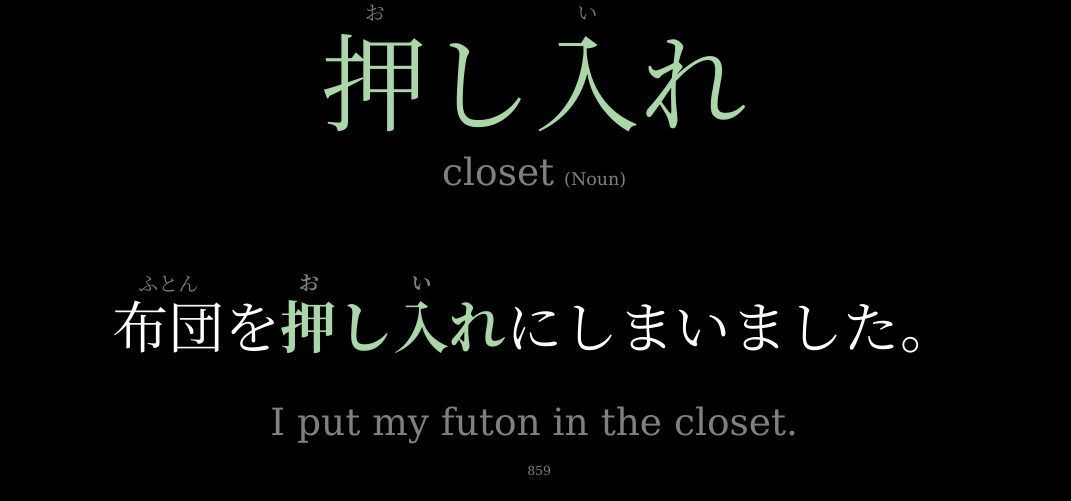 お い
押し入れ
closet (Noun)
ふとん お い
布団を押し入れにしまいました。
I put my futon in the closet.
859